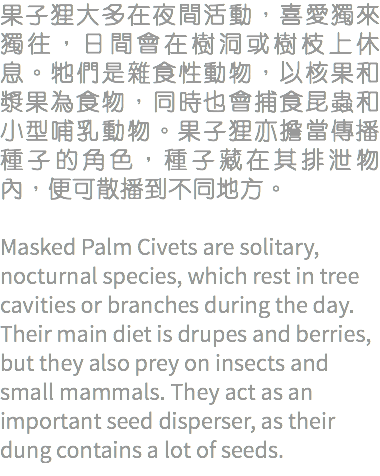 果子狸大多在夜間活動，喜愛獨來
獨往，日間會在樹洞或樹枝上休
息。牠們是雜食性動物，以核果和
漿果為食物，同時也會捕食昆蟲和
小型哺乳動物。果子狸亦擔當傳播
種子的角色，種子藏在其排泄物
內，便可散播到不同地方。
Masked Palm Civets are solitary,
nocturnal species, which rest in tree
cavities or branches during the day.
Their main diet is drupes and berries,
but they also prey on insects and
small mammals. They act as an
important seed disperser, as their
dung contains a lot of seeds.